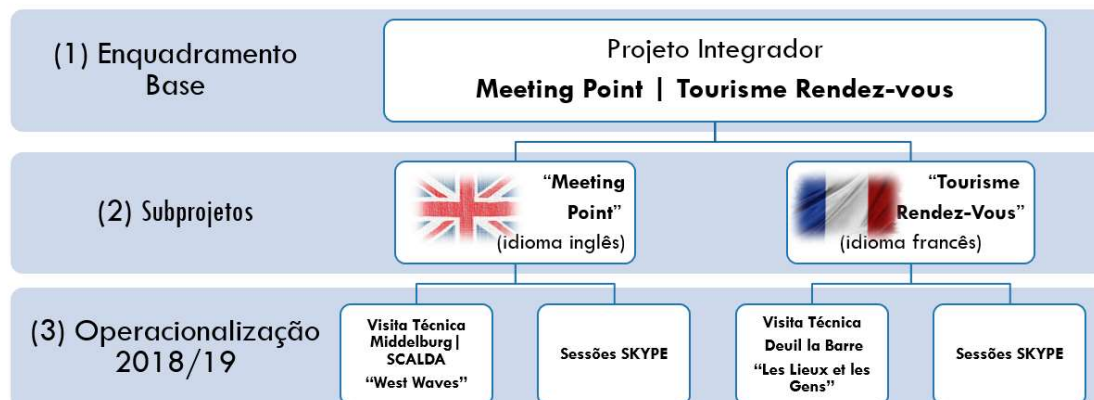 (1) Enquadramento
Base
Projeto Integrador
Meeting Point | Tourisme Rendez-vous
(2) Subprojetos
“Meeting
Point”
(idioma inglês)
“Tourisme
Rendez-Vous”
(idioma francês)
(3) Operacionalização
2018/19
Visita Técnica
Middelburg|
SCALDA
“West Waves”
Sessões SKYPE
Visita Técnica
Deuil la Barre
“Les Lieux et les
Gens”
Sessões SKYPE